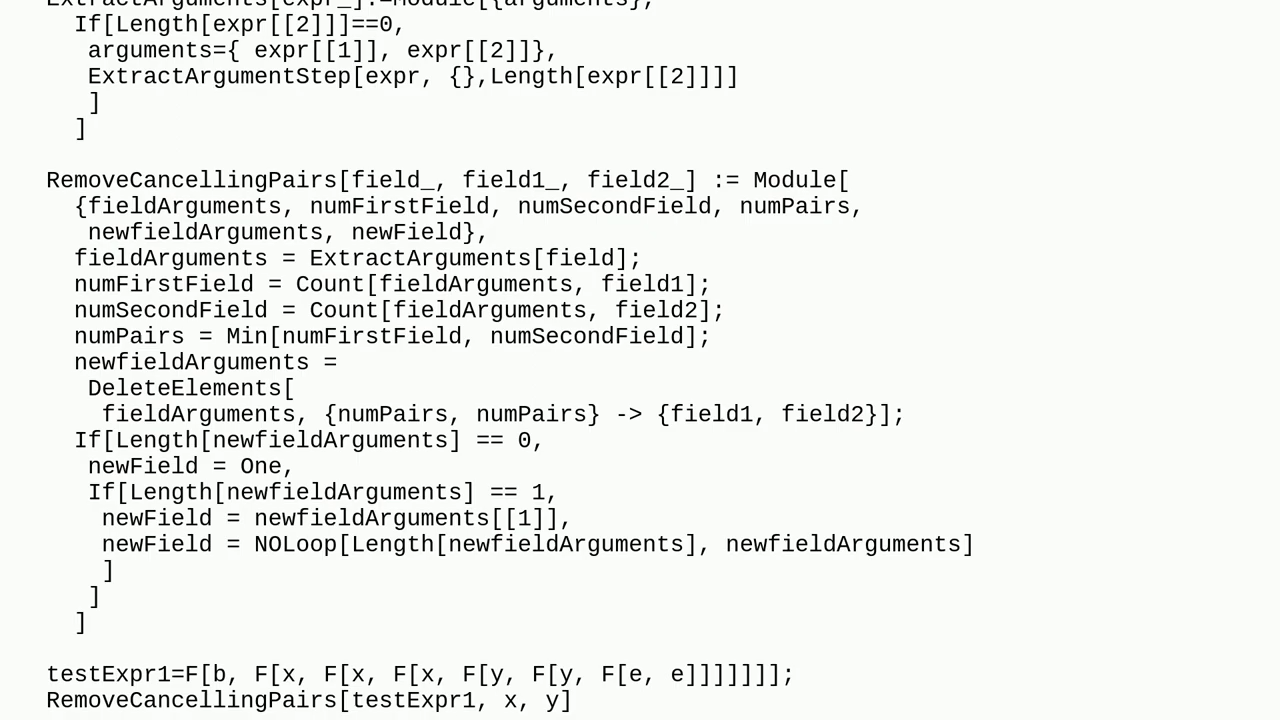 ExtractArguments[expr_]:=Module[{arguments},
If[Length[expr[[2]]]==0,
arguments={ expr[[1]], expr[[2]]},
ExtractArgumentStep[expr, {},Length[expr[[2]]]]
]
]
RemoveCancellingPairs[field_, field1_, field2_] := Module[
{fieldArguments, numFirstField, numSecondField, numPairs,
newfieldArguments, newField},
fieldArguments = ExtractArguments[field];
numFirstField = Count[fieldArguments, field1];
numSecondField = Count[fieldArguments, field2];
numPairs = Min[numFirstField, numSecondField];
newfieldArguments =
DeleteElements[
fieldArguments, {numPairs, numPairs} -> {field1, field2}];
If[Length[newfieldArguments] == 0,
newField = One,
If[Length[newfieldArguments] == 1,
newField = newfieldArguments[[1]],
newField = NOLoop[Length[newfieldArguments], newfieldArguments]
]
]
]
testExpr1=F[b, F[x, F[x, F[x, F[y, F[y, F[e, e]]]]]]];
RemoveCancellingPairs[testExpr1, x, y]